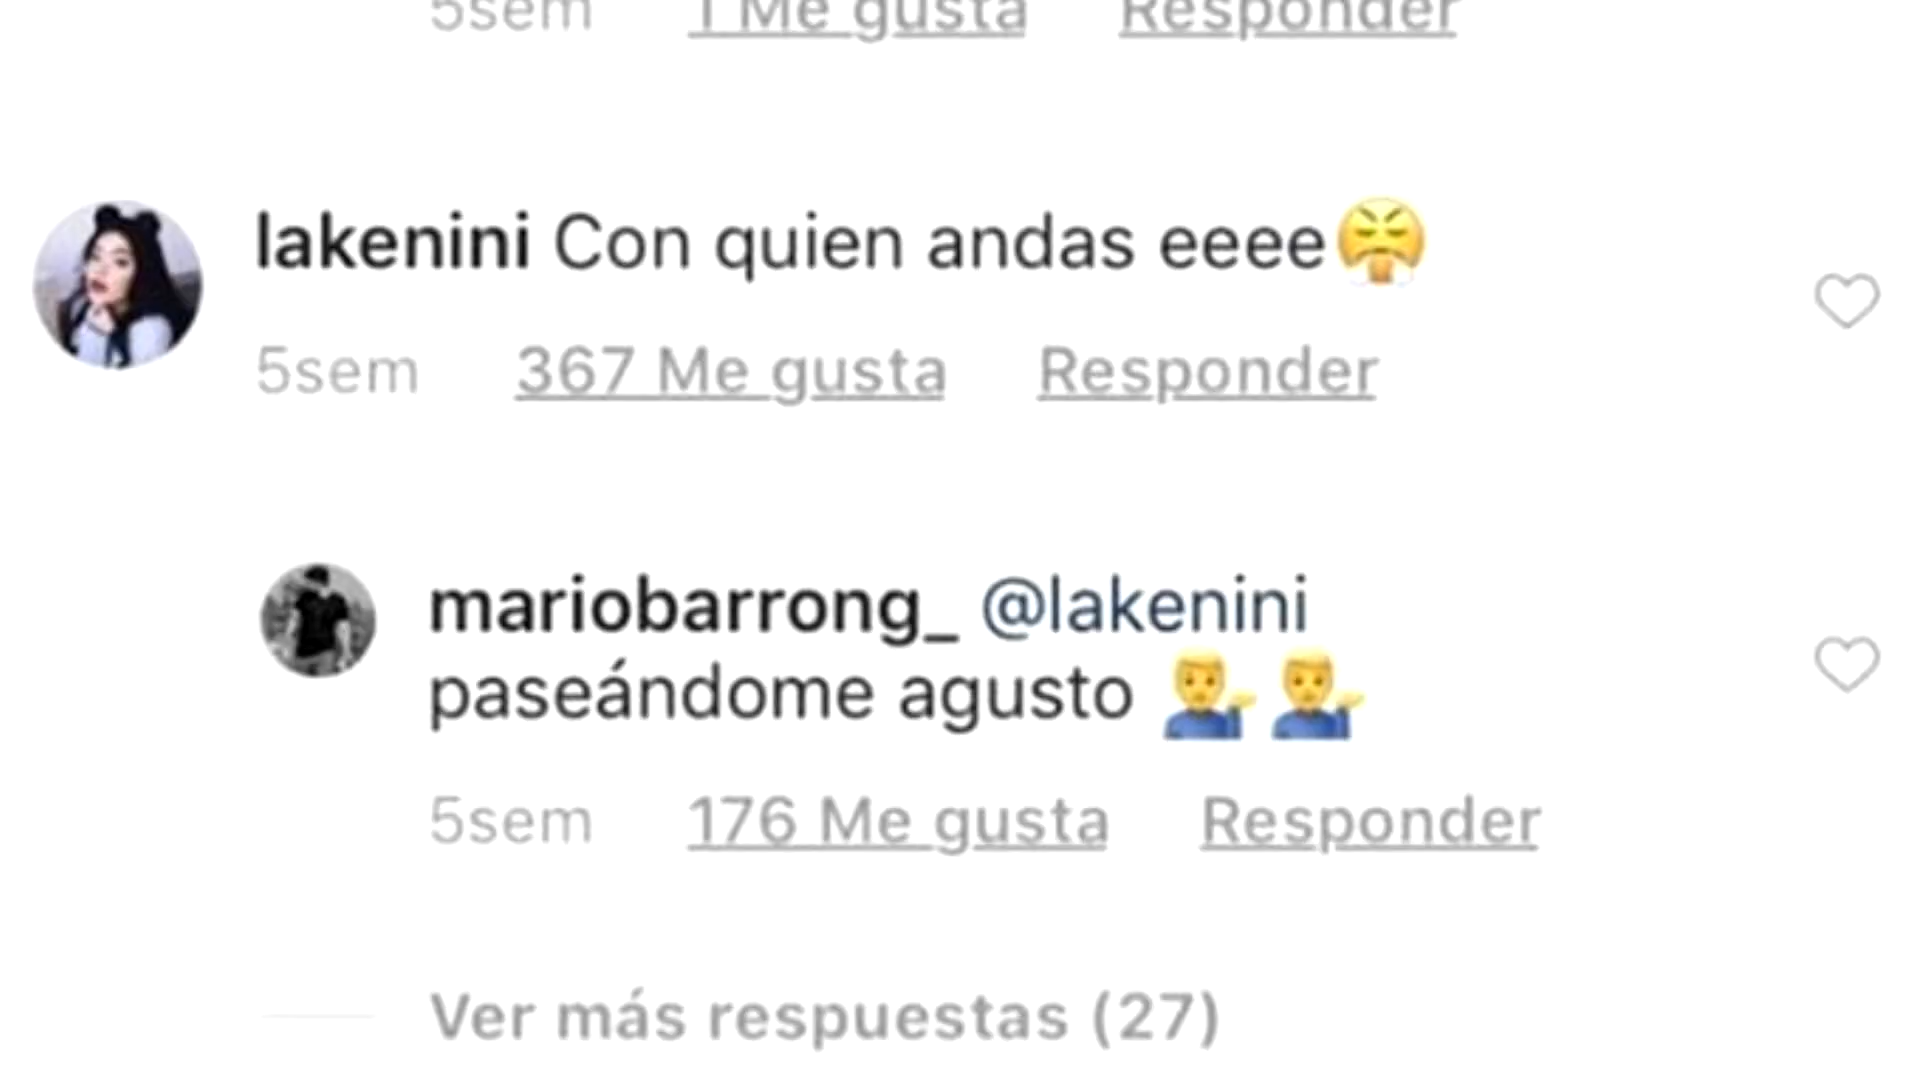 5sem 1 Me gusta Responder
lakenini Con quien andas eeee😤
5sem 367 Me gusta Responder
mariobarrong_ @lakenini
paseándome agusto 💁‍♂️💁‍♂️
5sem 176 Me gusta Responder
Ver más respuestas (27)